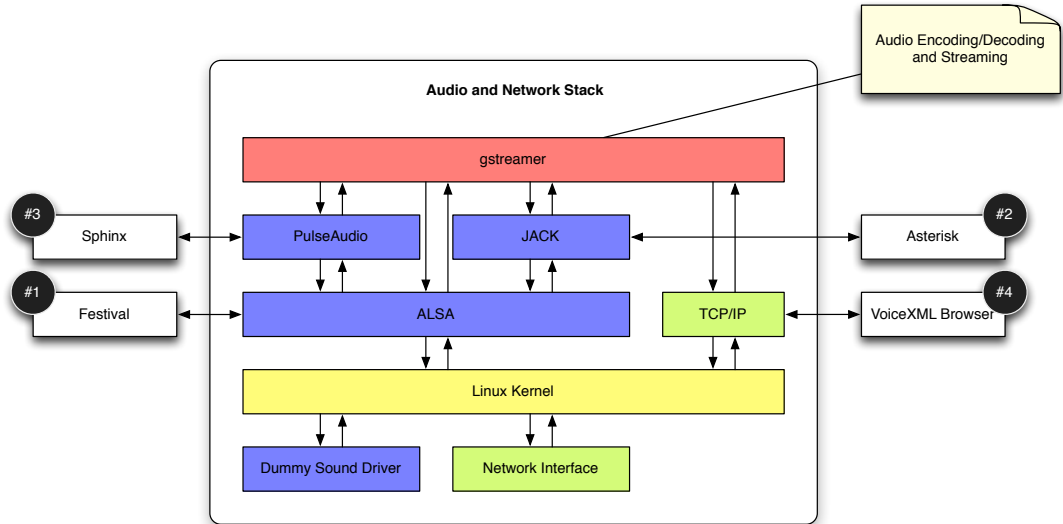 Audio Encoding/Decoding
and Streaming
Audio and Network Stack
gstreamer
#3
Sphinx
PulseAudio
JACK
#2
Asterisk
#1
Festival
ALSA
TCP/IP
#4
VoiceXML Browser
Linux Kernel
Dummy Sound Driver
Network Interface